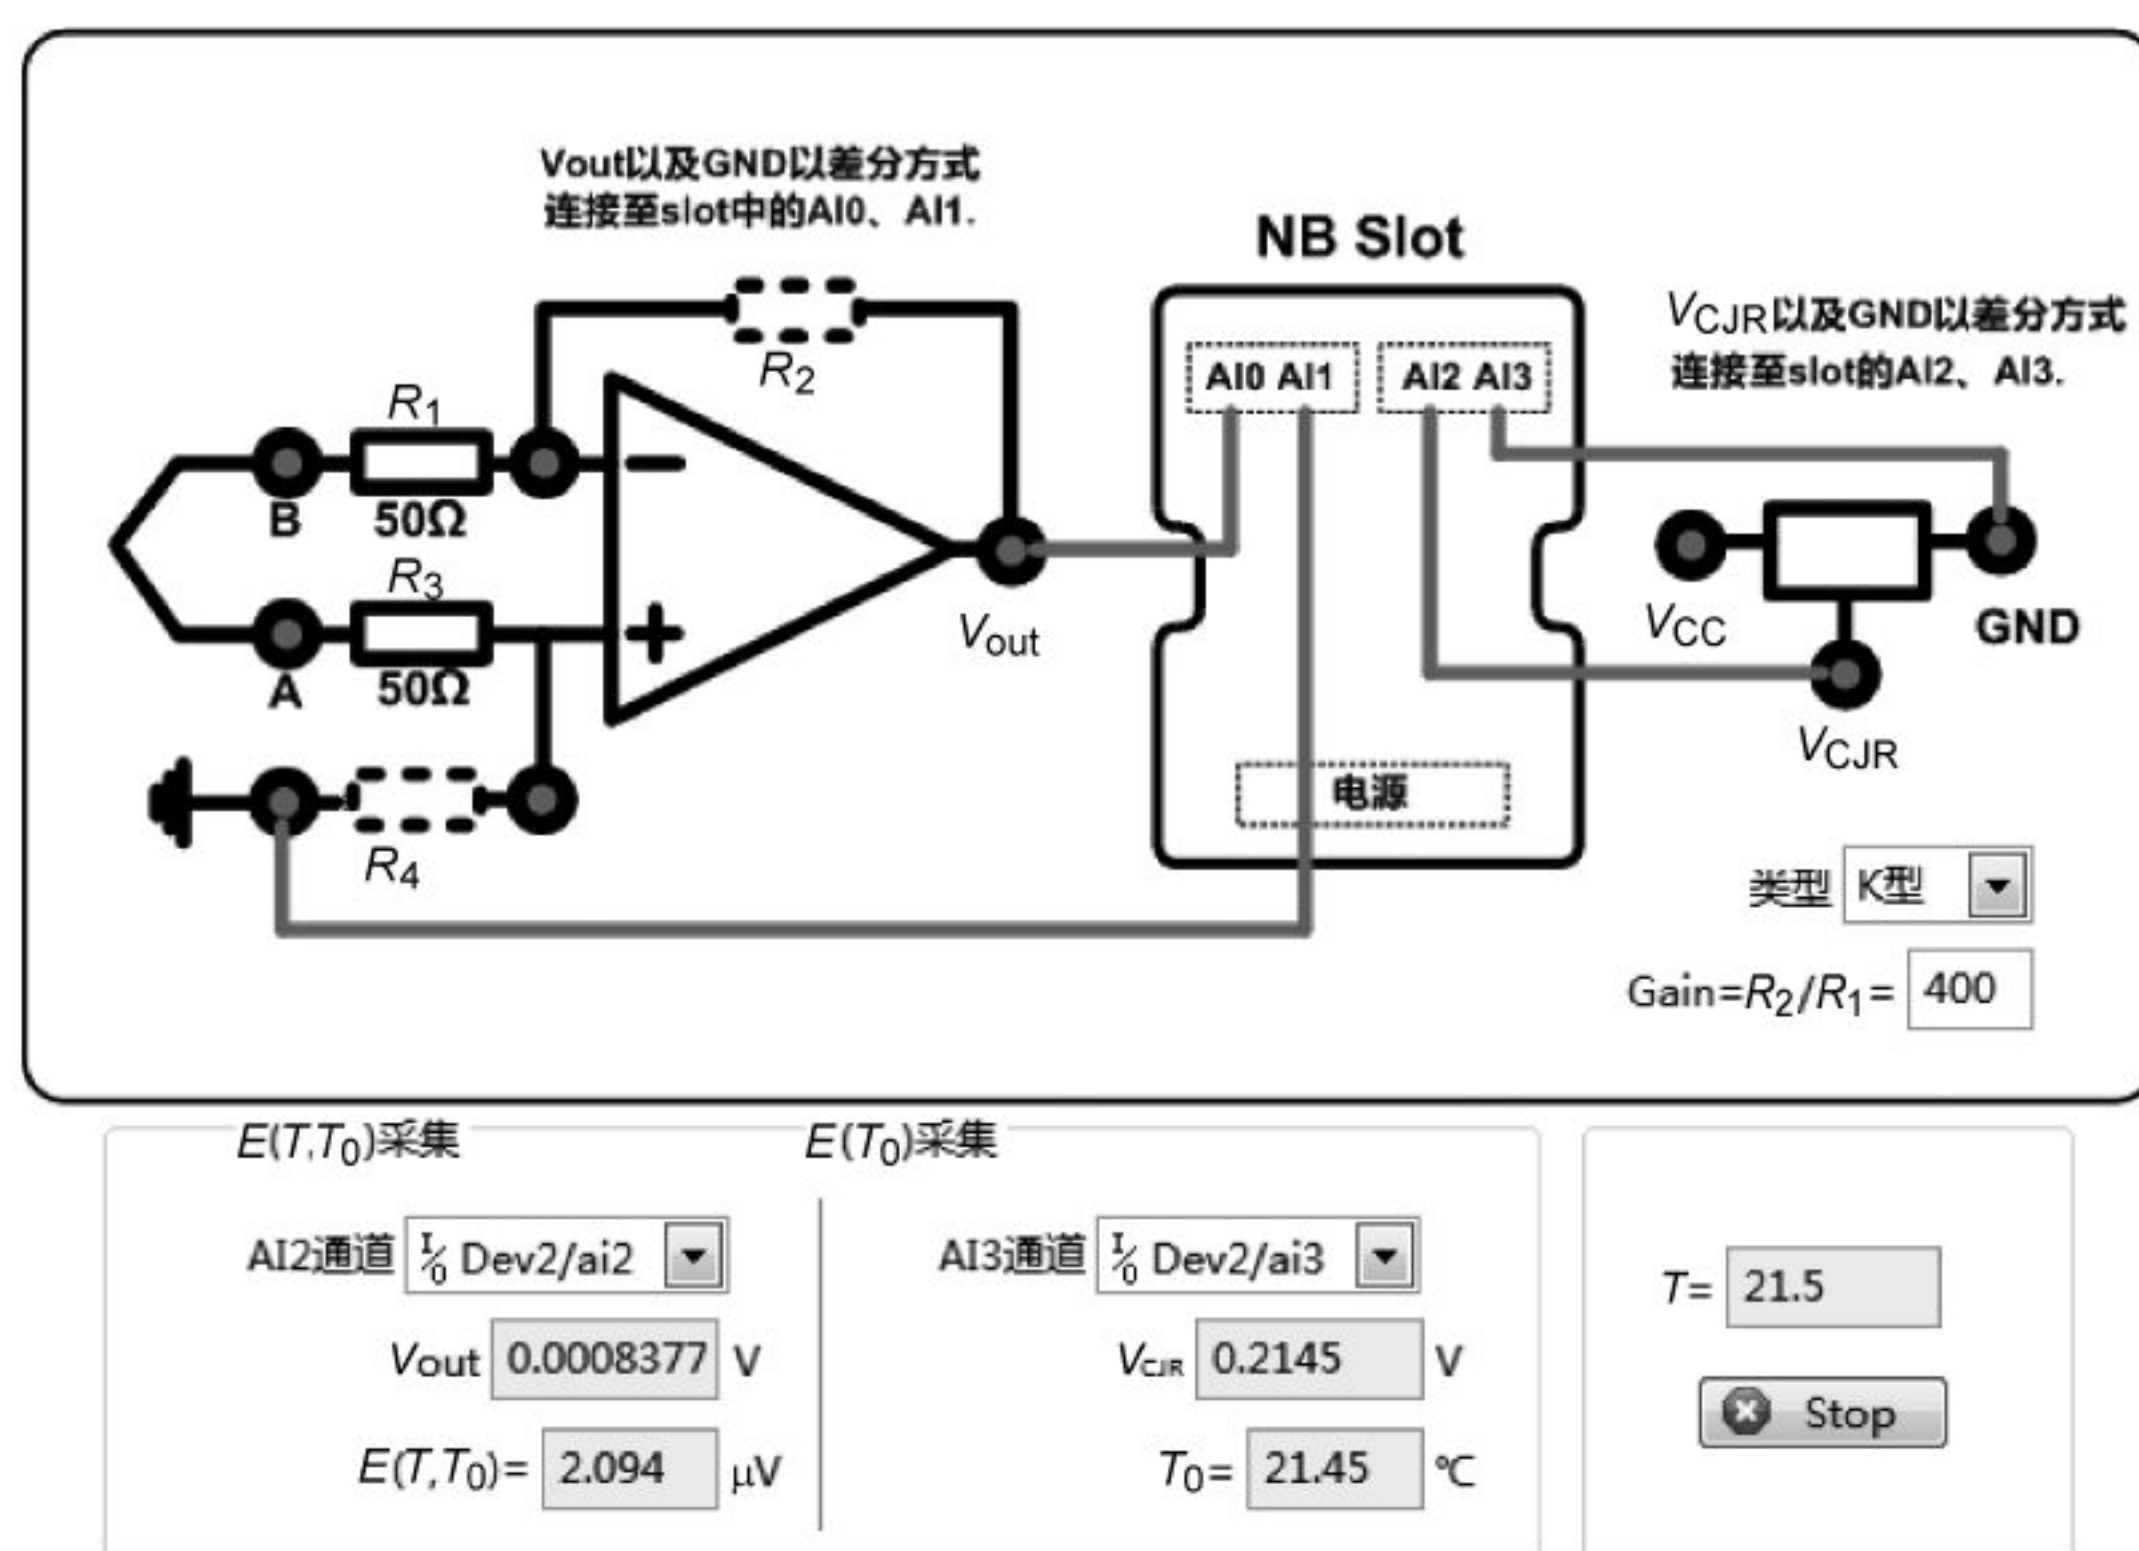 Vout以及GND以差分方式
连接至slot中的AI0、AI1.
NB Slot
VCJR以及GND以差分方式
连接至slot的AI2、AI3.
AI0 AI1
AI2 AI3
R2
R1
50Ω
B
R3
50Ω
A
R4
Vout
VCC
GND
VCJR
电源
类型 K型
Gain=R2/R1= 400
E(T,T0)采集
E(T0)采集
AI2通道 I/O Dev2/ai2
AI3通道 I/O Dev2/ai3
Vout 0.0008377 V
VCJR 0.2145 V
E(T,T0)= 2.094 μV
T0= 21.45 ℃
T= 21.5
Stop